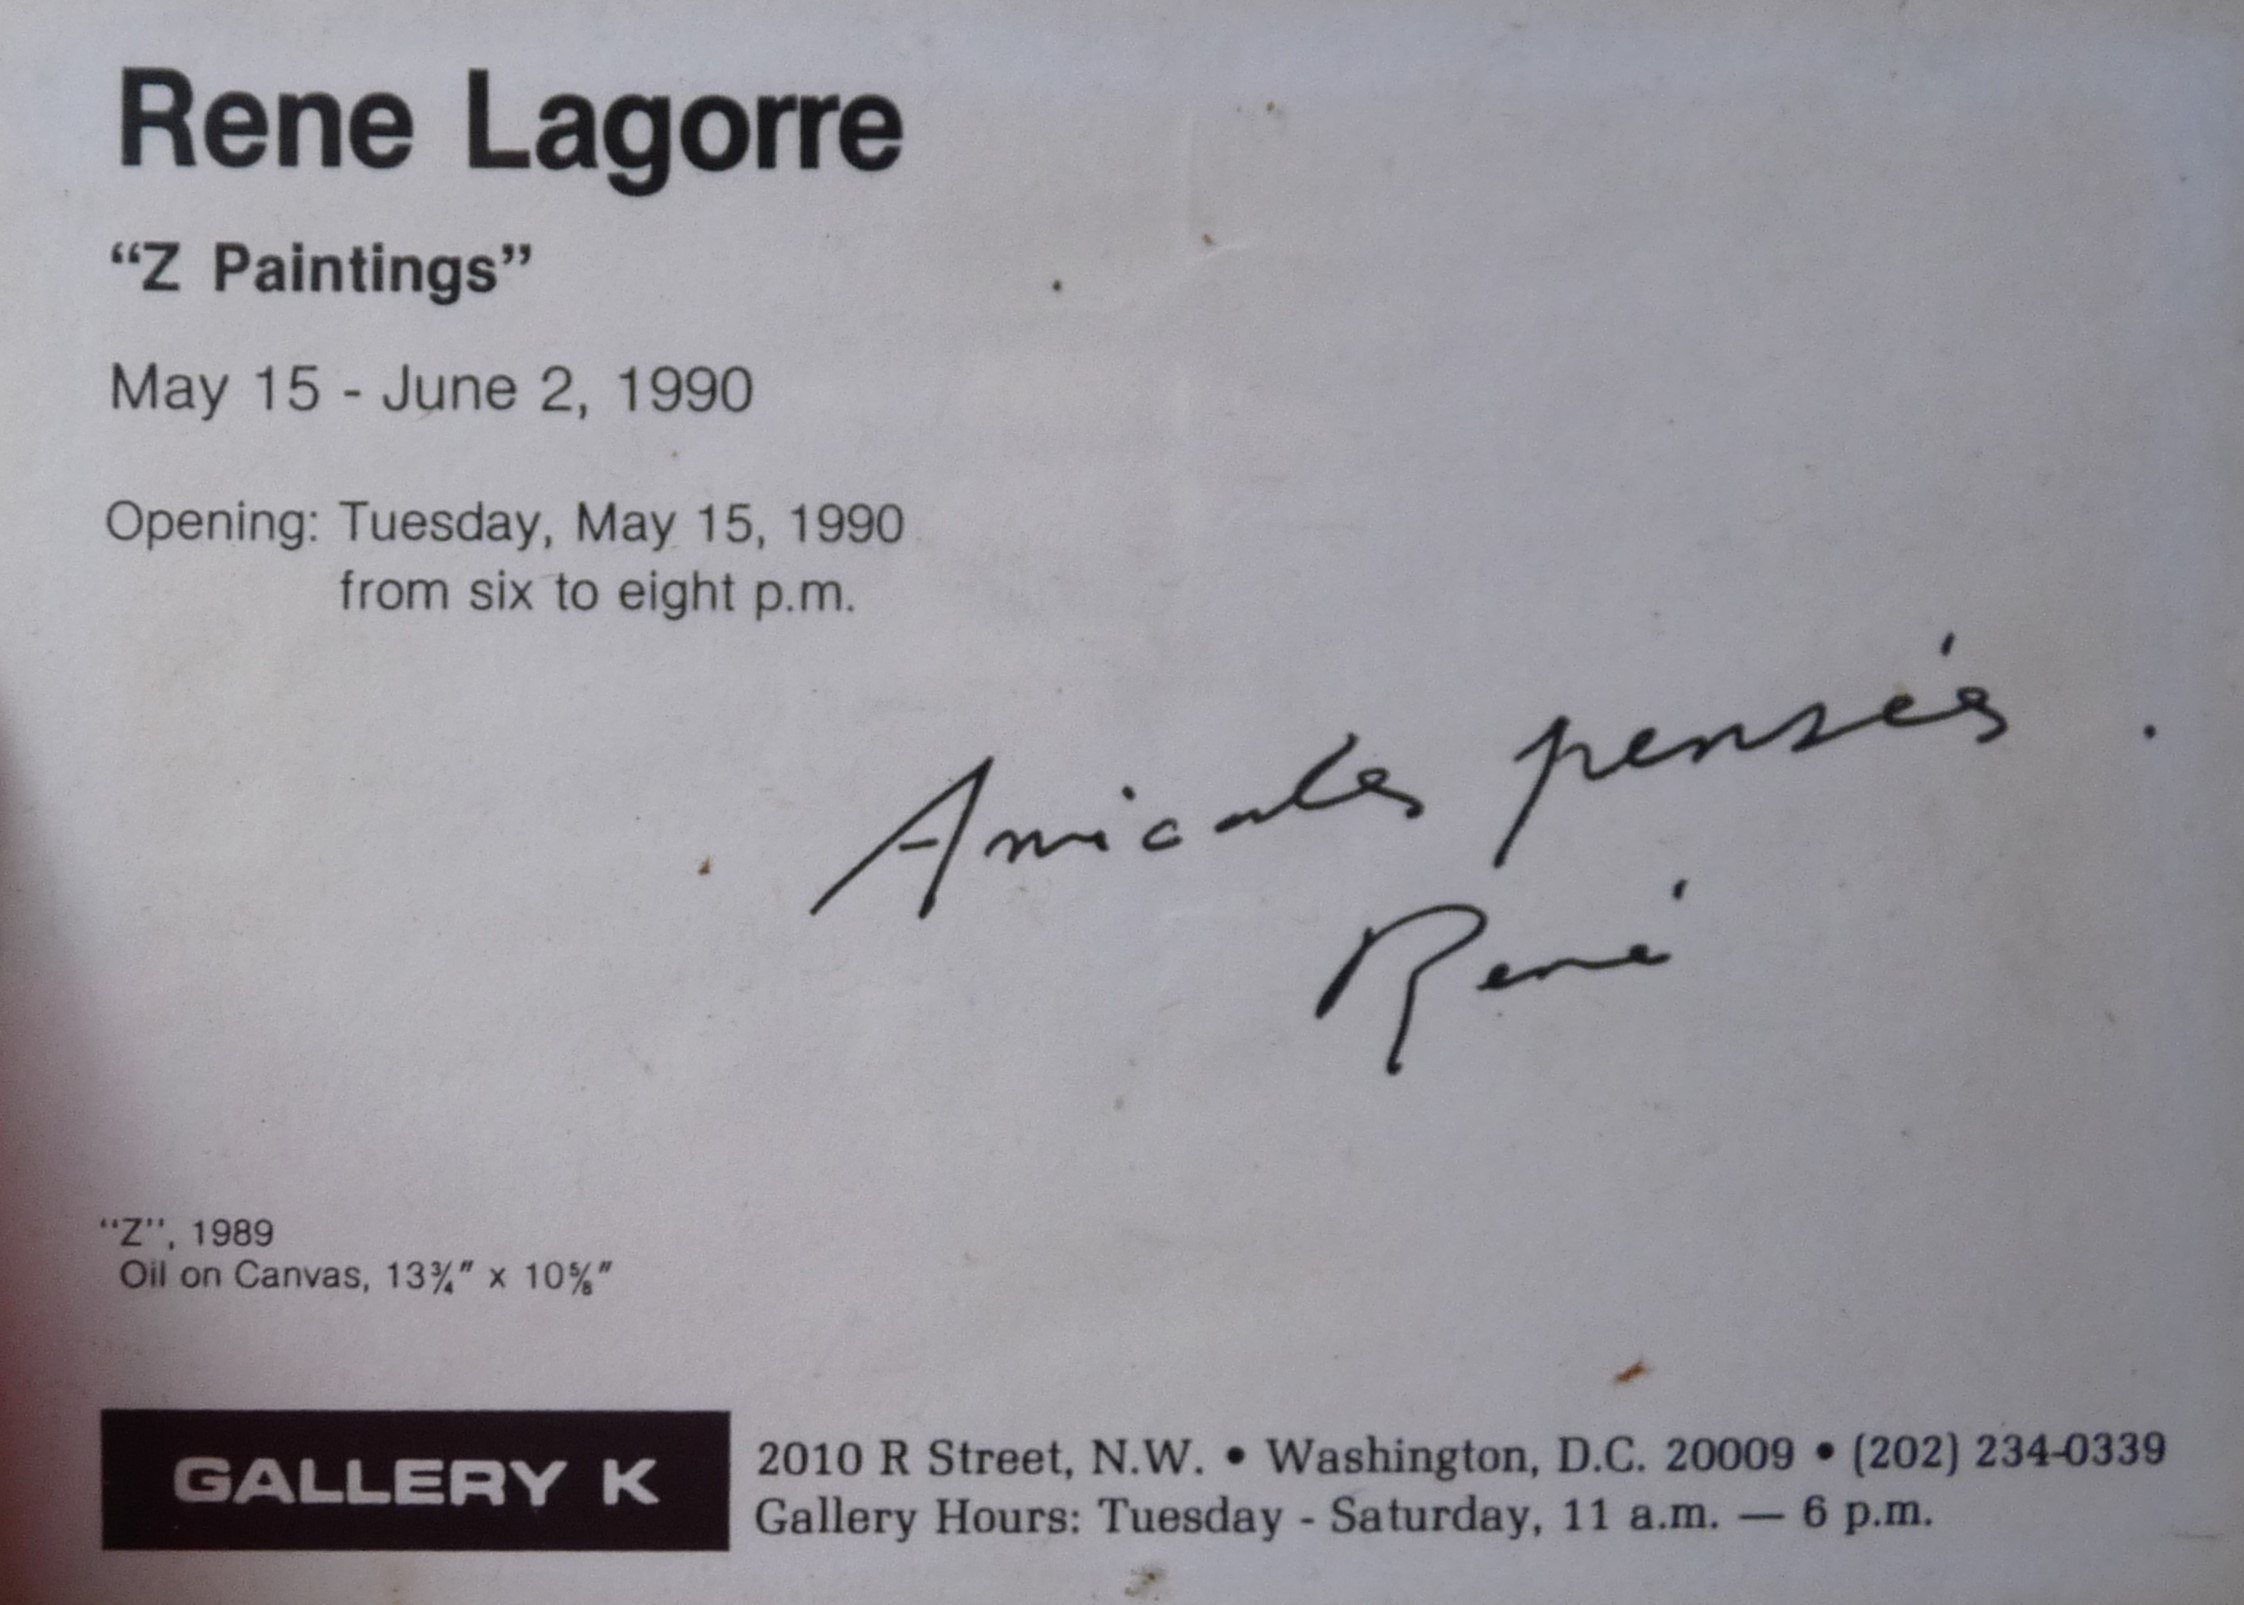 Rene Lagorre
“Z Paintings”
May 15 - June 2, 1990
Opening: Tuesday, May 15, 1990
from six to eight p.m.
Amicales pensées.
René
“Z”, 1989
Oil on Canvas, 13¾″ x 10⅝″
GALLERY K
2010 R Street, N.W. • Washington, D.C. 20009 • (202) 234-0339
Gallery Hours: Tuesday - Saturday, 11 a.m. — 6 p.m.